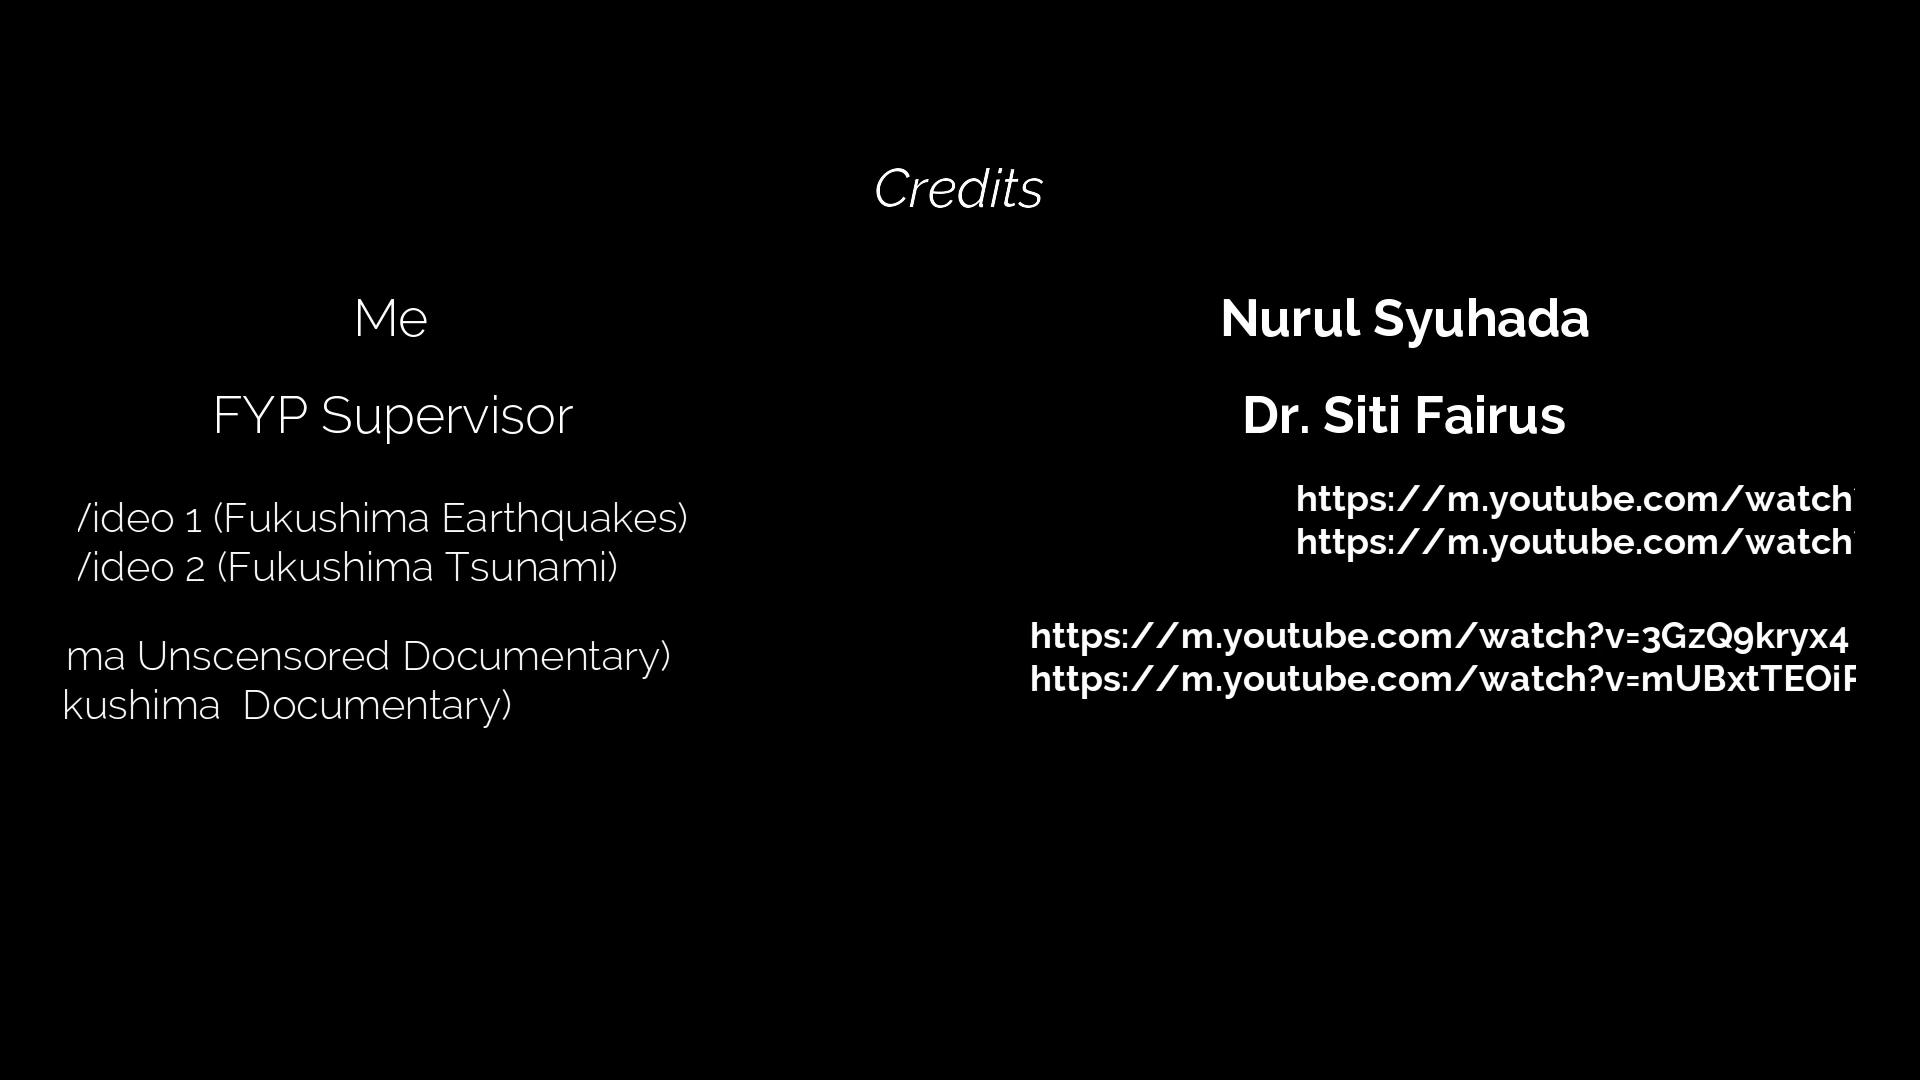 Credits
Me Nurul Syuhada
FYP Supervisor Dr. Siti Fairus
/ideo 1 (Fukushima Earthquakes) https://m.youtube.com/watch
/ideo 2 (Fukushima Tsunami) https://m.youtube.com/watch
ma Unscensored Documentary) https://m.youtube.com/watch?v=3GzQ9kryx4
kushima Documentary) https://m.youtube.com/watch?v=mUBxtTEOi